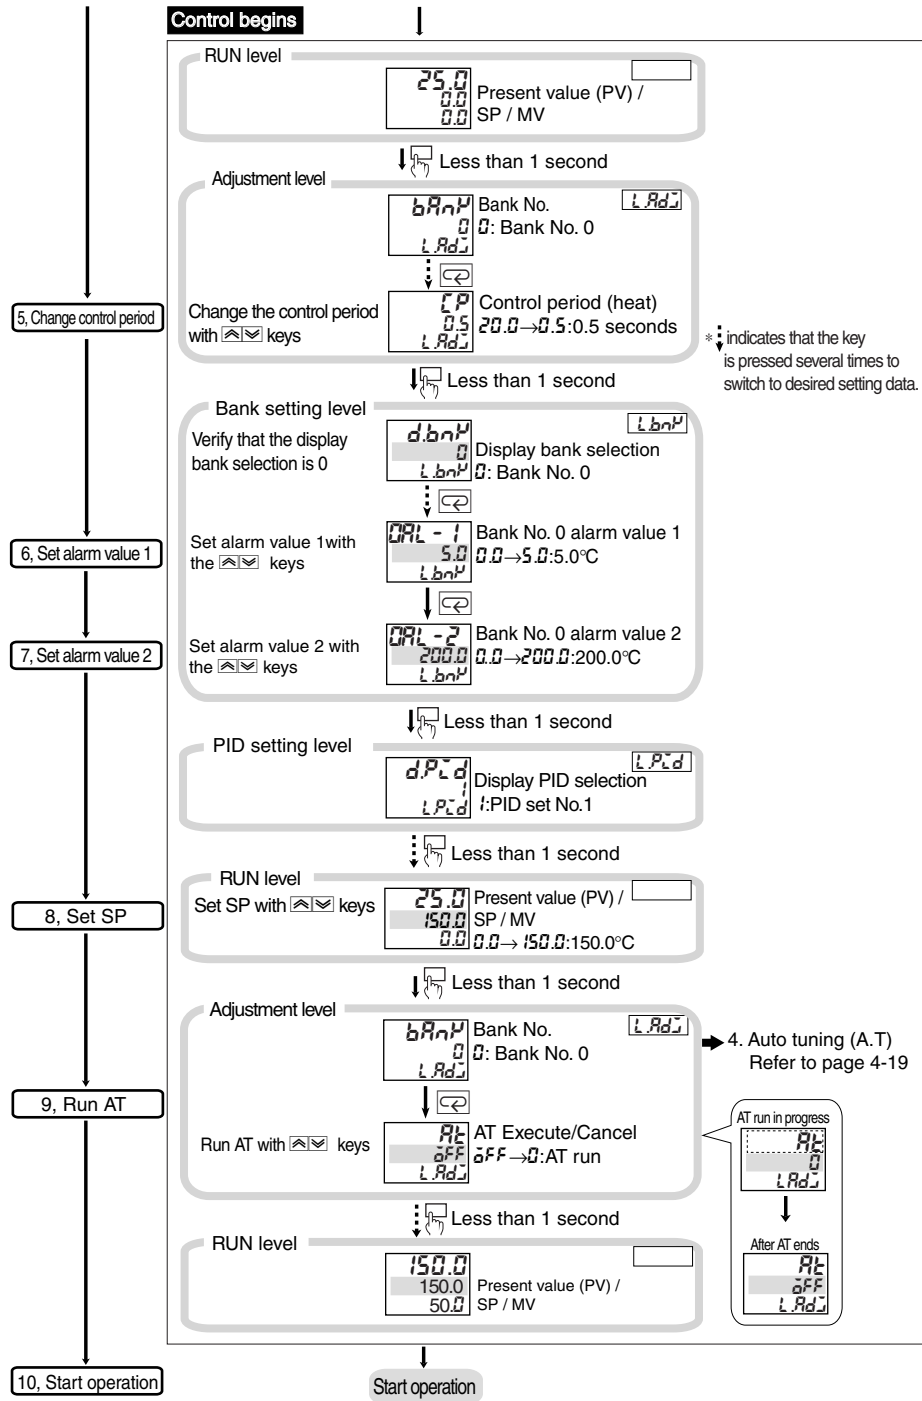 Control begins
RUN level
25.0
0.0
0.0
Present value (PV) /
SP / MV
Less than 1 second
Adjustment level
bAnK
0
L.AdJ
Bank No.
0: Bank No. 0
L.AdJ
5, Change control period
Change the control period
with keys
CP
0.5
L.AdJ
Control period (heat)
20.0→0.5:0.5 seconds
* indicates that the key
is pressed several times to
switch to desired setting data.
Less than 1 second
Bank setting level
Verify that the display
bank selection is 0
d.bnK
0
L.bnK
Display bank selection
0: Bank No. 0
L.bnK
6, Set alarm value 1
Set alarm value 1with
the keys
0AL-1
5.0
L.bnK
Bank No. 0 alarm value 1
0.0→5.0:5.0°C
7, Set alarm value 2
Set alarm value 2 with
the keys
0AL-2
200.0
L.bnK
Bank No. 0 alarm value 2
0.0→200.0:200.0°C
Less than 1 second
PID setting level
d.Pid
1
L.Pid
Display PID selection
1:PID set No.1
L.Pid
Less than 1 second
RUN level
8, Set SP
Set SP with keys
25.0
150.0
0.0
Present value (PV) /
SP / MV
0.0→150.0:150.0°C
Less than 1 second
Adjustment level
bAnK
0
L.AdJ
Bank No.
0: Bank No. 0
L.AdJ
4. Auto tuning (A.T)
Refer to page 4-19
9, Run AT
Run AT with keys
At
oFF
L.AdJ
AT Execute/Cancel
oFF→0:AT run
AT run in progress
At
0
L.AdJ
After AT ends
At
oFF
L.AdJ
Less than 1 second
RUN level
150.0
150.0
50.0
Present value (PV) /
SP / MV
10, Start operation
Start operation